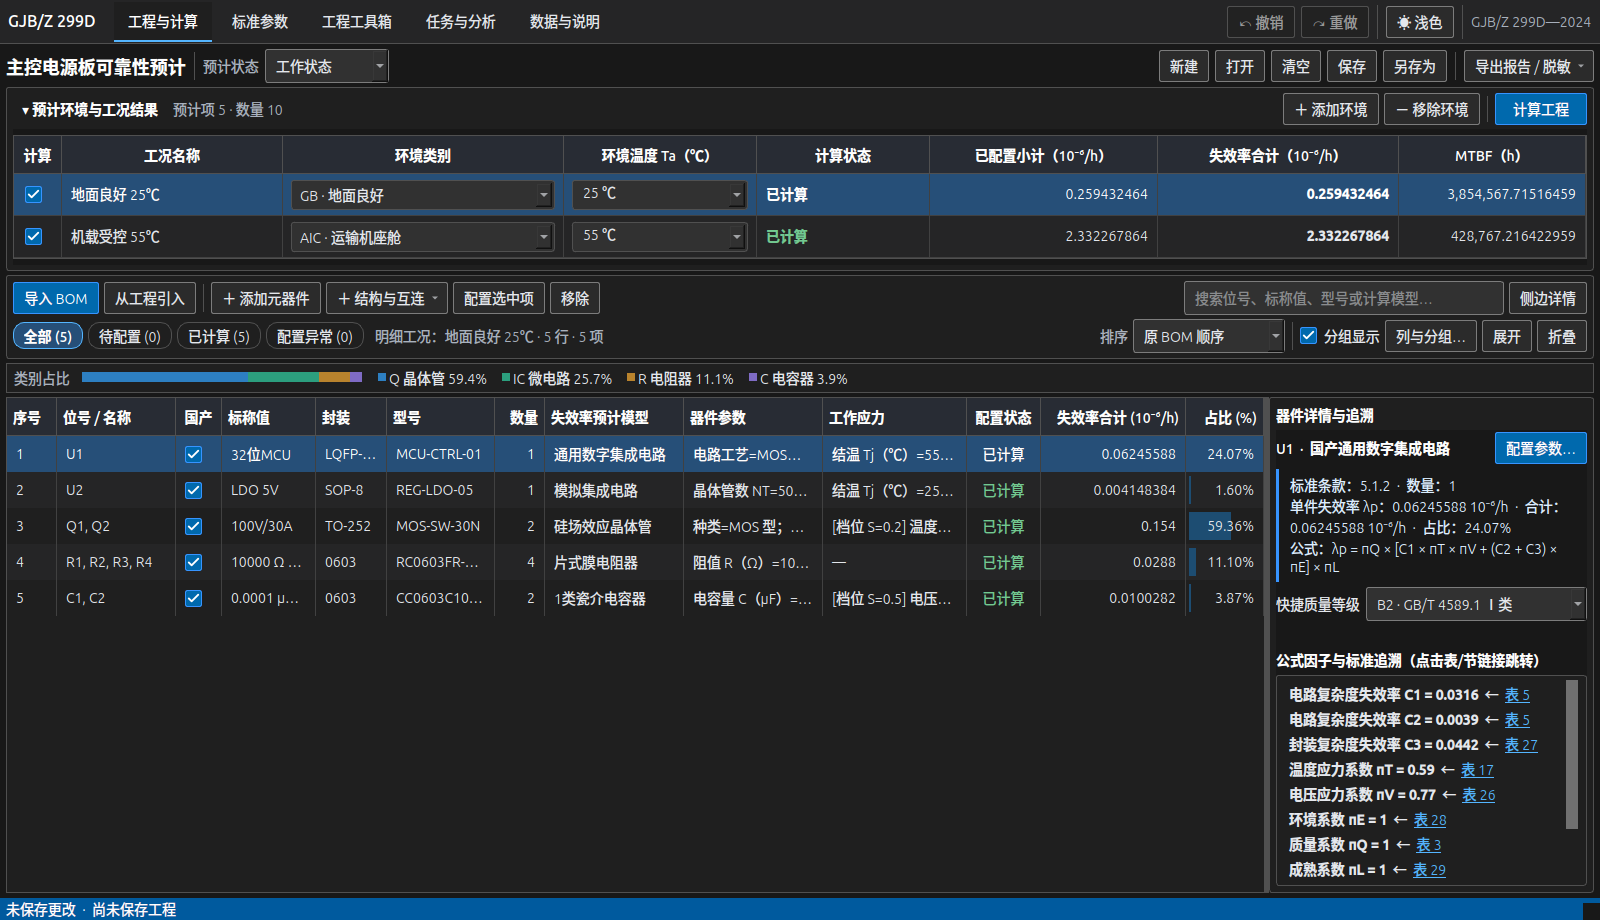 GJB/Z 299D 工程与计算 标准参数 工程工具箱 任务与分析 数据与说明 撤销 重做 浅色 GJB/Z 299D—2024
主控电源板可靠性预计 预计状态 工作状态 新建 打开 清空 保存 另存为 导出报告 / 脱敏
▾ 预计环境与工况结果 预计项 5 · 数量 10 ＋ 添加环境 − 移除环境 计算工程
计算 工况名称 环境类别 环境温度 Ta（℃） 计算状态 已配置小计（10⁻⁶/h） 失效率合计（10⁻⁶/h） MTBF（h）
地面良好 25℃ GB · 地面良好 25 ℃ 已计算 0.259432464 0.259432464 3,854,567.71516459
机载受控 55℃ AIC · 运输机座舱 55 ℃ 已计算 2.332267864 2.332267864 428,767.216422959
导入 BOM 从工程引入 ＋ 添加元器件 ＋ 结构与互连 配置选中项 移除 搜索位号、标称值、型号或计算模型… 侧边详情
全部 (5) 待配置 (0) 已计算 (5) 配置异常 (0) 明细工况：地面良好 25℃ · 5 行 · 5 项 排序 原 BOM 顺序 分组显示 列与分组… 展开 折叠
类别占比 Q 晶体管 59.4% IC 微电路 25.7% R 电阻器 11.1% C 电容器 3.9%
序号 位号 / 名称 国产 标称值 封装 型号 数量 失效率预计模型 器件参数 工作应力 配置状态 失效率合计 (10⁻⁶/h) 占比 (%)
1 U1 32位MCU LQFP-… MCU-CTRL-01 1 通用数字集成电路 电路工艺=MOS… 结温 Tj（℃）=55… 已计算 0.06245588 24.07%
2 U2 LDO 5V SOP-8 REG-LDO-05 1 模拟集成电路 晶体管数 NT=50… 结温 Tj（℃）=25… 已计算 0.004148384 1.60%
3 Q1, Q2 100V/30A TO-252 MOS-SW-30N 2 硅场效应晶体管 种类=MOS 型；… [档位 S=0.2] 温度… 已计算 0.154 59.36%
4 R1, R2, R3, R4 10000 Ω … 0603 RC0603FR-… 4 片式膜电阻器 阻值 R（Ω）=10… — 已计算 0.0288 11.10%
5 C1, C2 0.0001 μ… 0603 CC0603C10… 2 1类瓷介电容器 电容量 C（μF）=… [档位 S=0.5] 电压… 已计算 0.0100282 3.87%
器件详情与追溯
U1 · 国产通用数字集成电路 配置参数…
标准条款：5.1.2 · 数量：1
单件失效率 λp：0.06245588 10⁻⁶/h · 合计：
0.06245588 10⁻⁶/h · 占比：24.07%
公式：λp = πQ × [C1 × πT × πV + (C2 + C3) ×
πE] × πL
快捷质量等级 B2 · GB/T 4589.1 Ⅰ 类
公式因子与标准追溯（点击表/节链接跳转）
电路复杂度失效率 C1 = 0.0316 ← 表 5
电路复杂度失效率 C2 = 0.0039 ← 表 5
封装复杂度失效率 C3 = 0.0442 ← 表 27
温度应力系数 πT = 0.59 ← 表 17
电压应力系数 πV = 0.77 ← 表 26
环境系数 πE = 1 ← 表 28
质量系数 πQ = 1 ← 表 3
成熟系数 πL = 1 ← 表 29
未保存更改 · 尚未保存工程